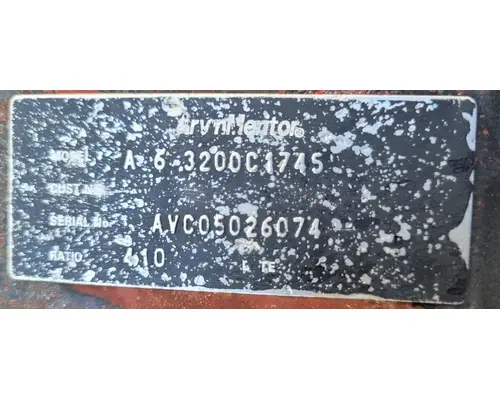 ArvinMeritor
MODEL A 6-3200C1745
CUST. No.
SERIAL No. AVC05026074
RATIO 410